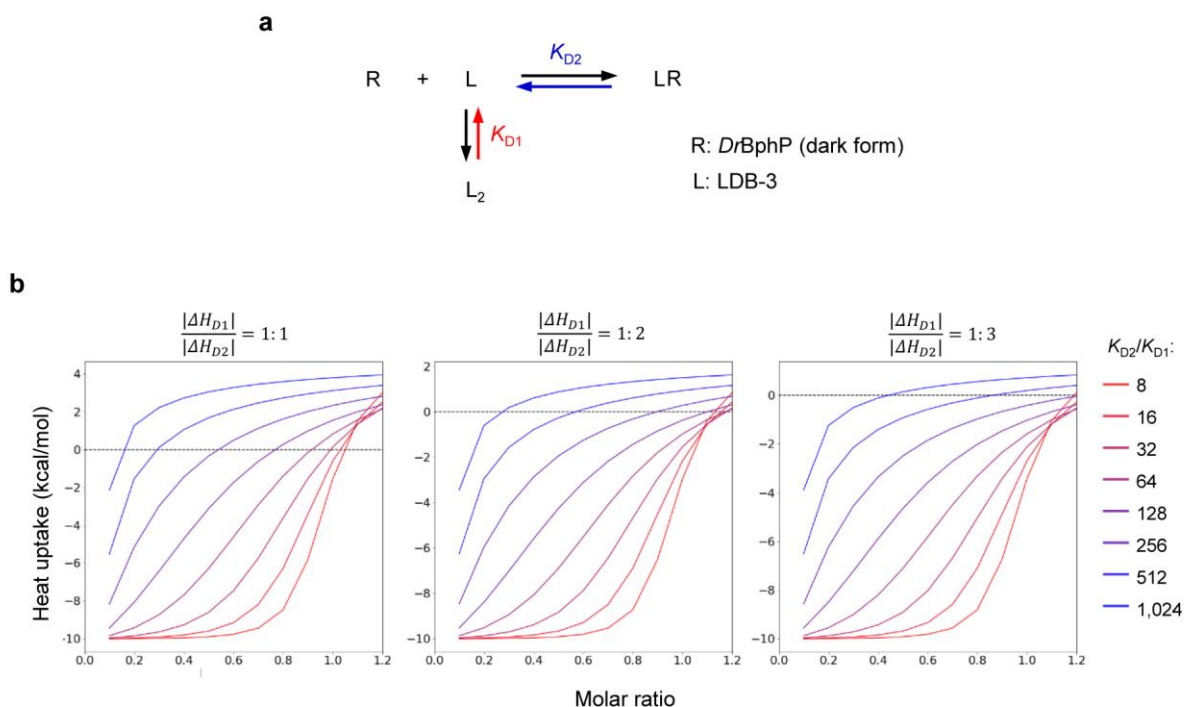 a
K_D2
R + L LR
K_D1
R: DrBphP (dark form)
L₂
L: LDB-3
b
|ΔH_D1| / |ΔH_D2| = 1: 1
|ΔH_D1| / |ΔH_D2| = 1: 2
|ΔH_D1| / |ΔH_D2| = 1: 3
K_D2/K_D1:
8
16
32
64
128
256
512
1,024
Heat uptake (kcal/mol)
4
2
0
−2
−4
−6
−8
-10
0.0 0.2 0.4 0.6 0.8 1.0 1.2
2
0
−2
−4
−6
−8
−10
0.0 0.2 0.4 0.6 0.8 1.0 1.2
0
−2
−4
−6
−8
−10
0.0 0.2 0.4 0.6 0.8 1.0 1.2
Molar ratio